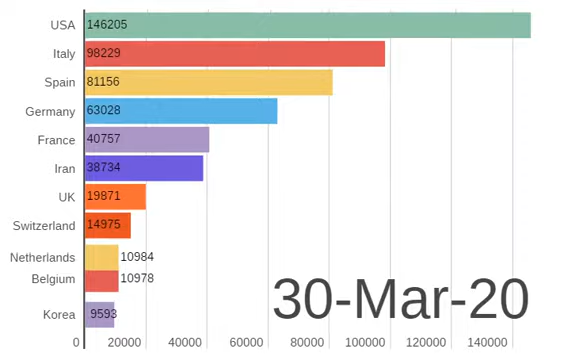 USA 146205
Italy 98229
Spain 81156
Germany 63028
France 40757
Iran 38734
UK 19871
Switzerland 14975
Netherlands 10984
Belgium 10978
Korea 9593
30-Mar-20
0 20000 40000 60000 80000 100000 120000 140000